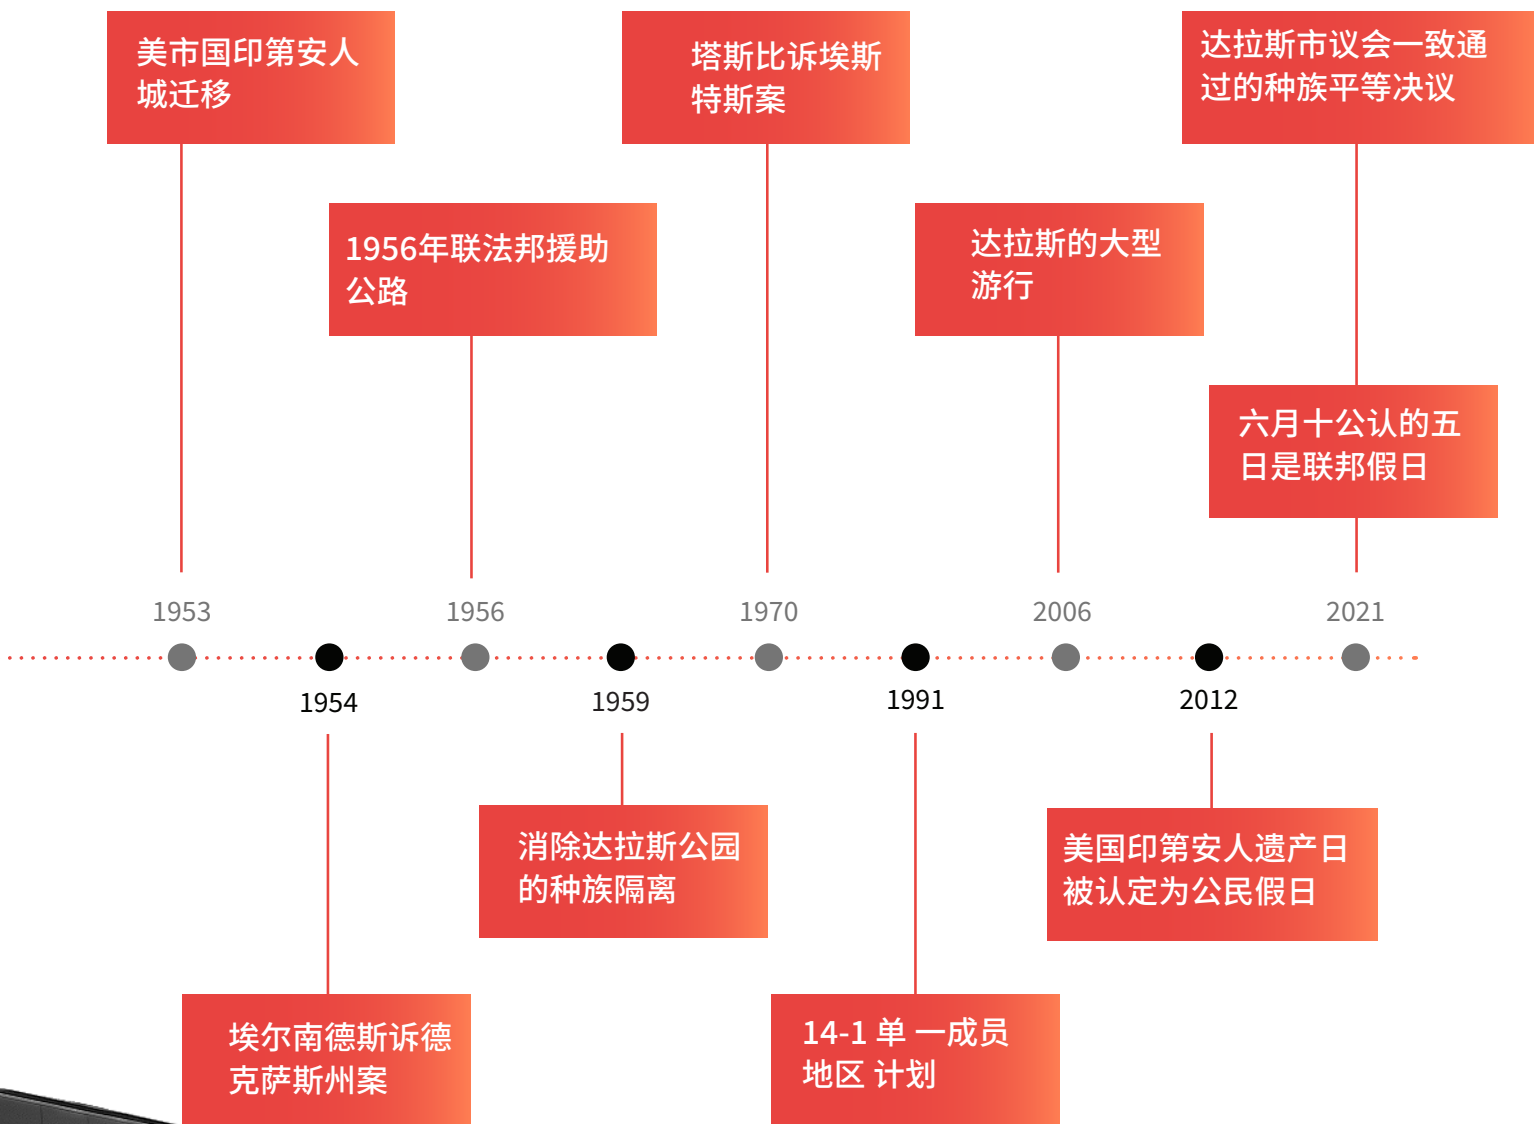 美市国印第安人
城迁移
塔斯比诉埃斯
特斯案
达拉斯市议会一致通
过的种族平等决议
1956年联法邦援助
公路
达拉斯的大型
游行
六月十公认的五
日是联邦假日
1953
1956
1970
2006
2021
1954
1959
1991
2012
消除达拉斯公园
的种族隔离
美国印第安人遗产日
被认定为公民假日
埃尔南德斯诉德
克萨斯州案
14-1 单 一成员
地区 计划